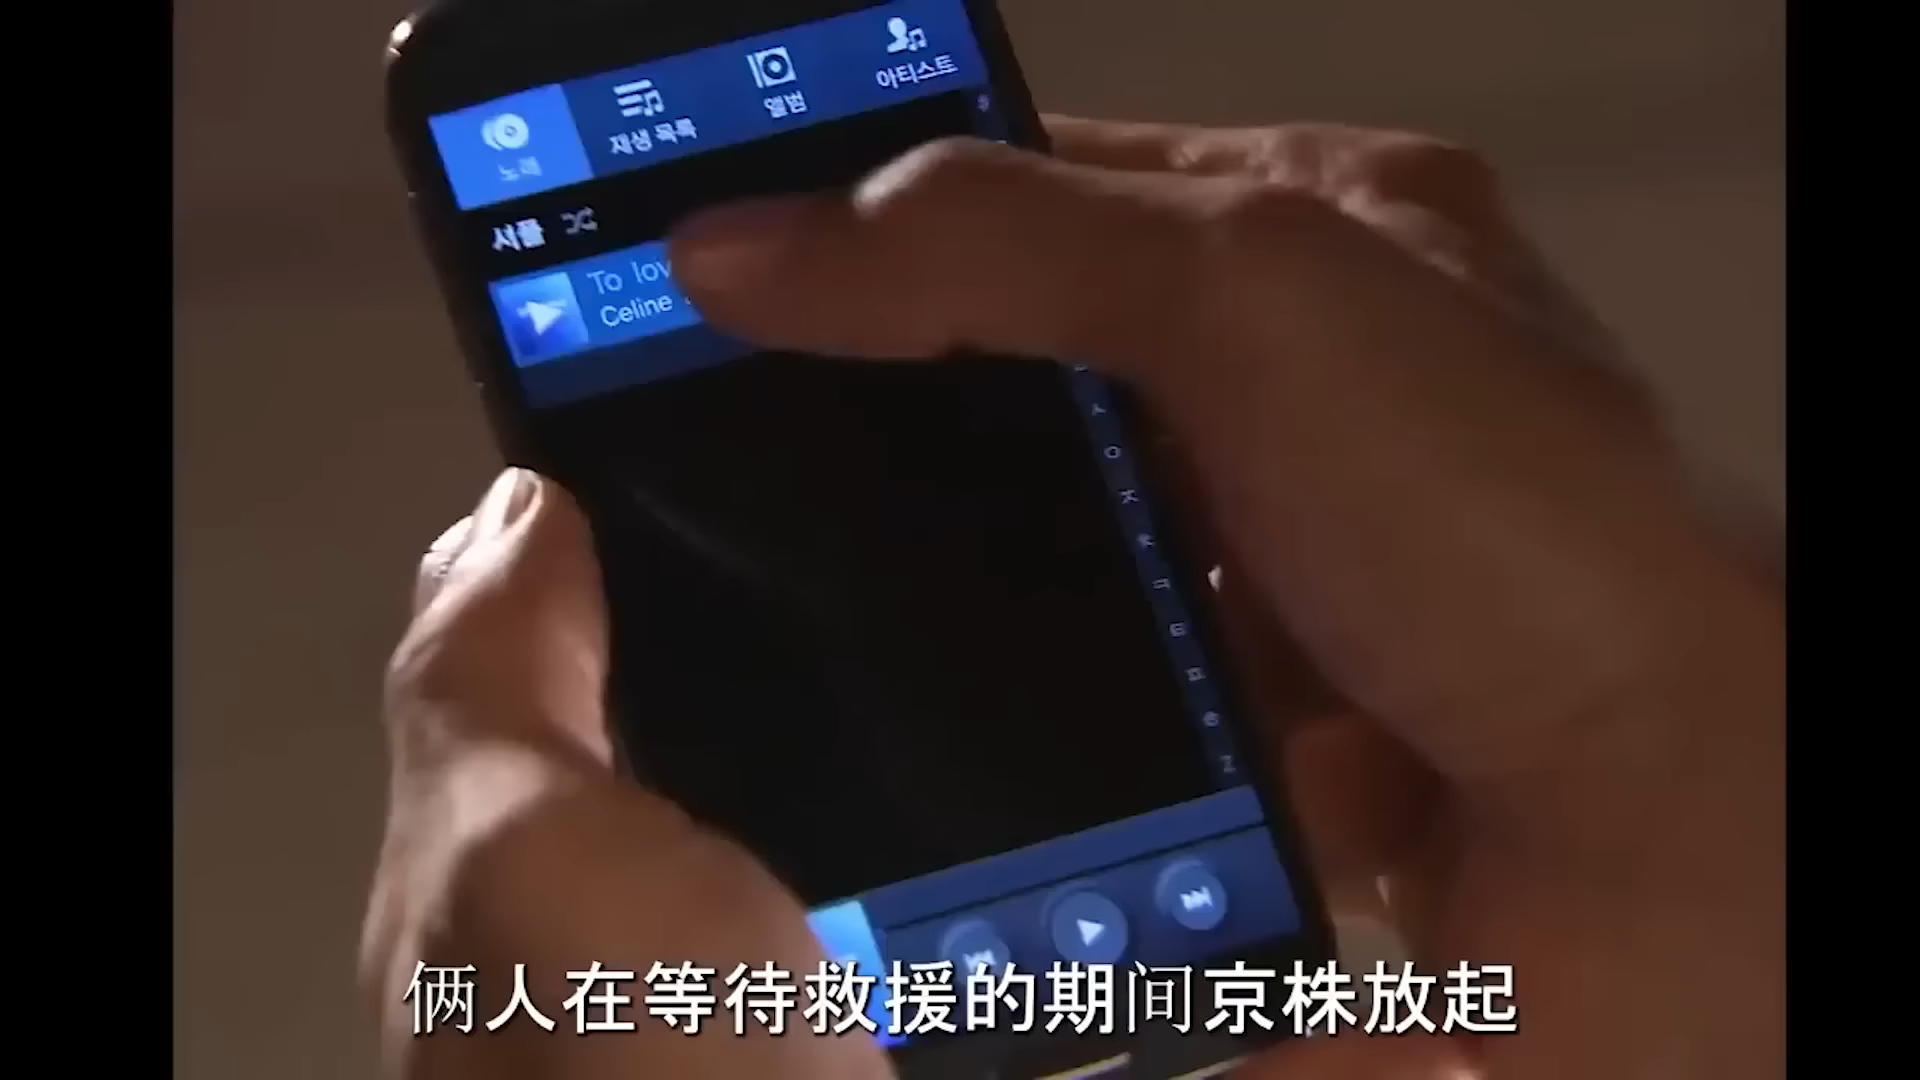 노래
재생 목록
앨범
아티스트
셔플
To lov
Celine
ㅅ
ㅇ
ㅈ
ㅊ
ㅋ
ㅌ
ㅍ
ㅎ
Z
俩人在等待救援的期间京株放起